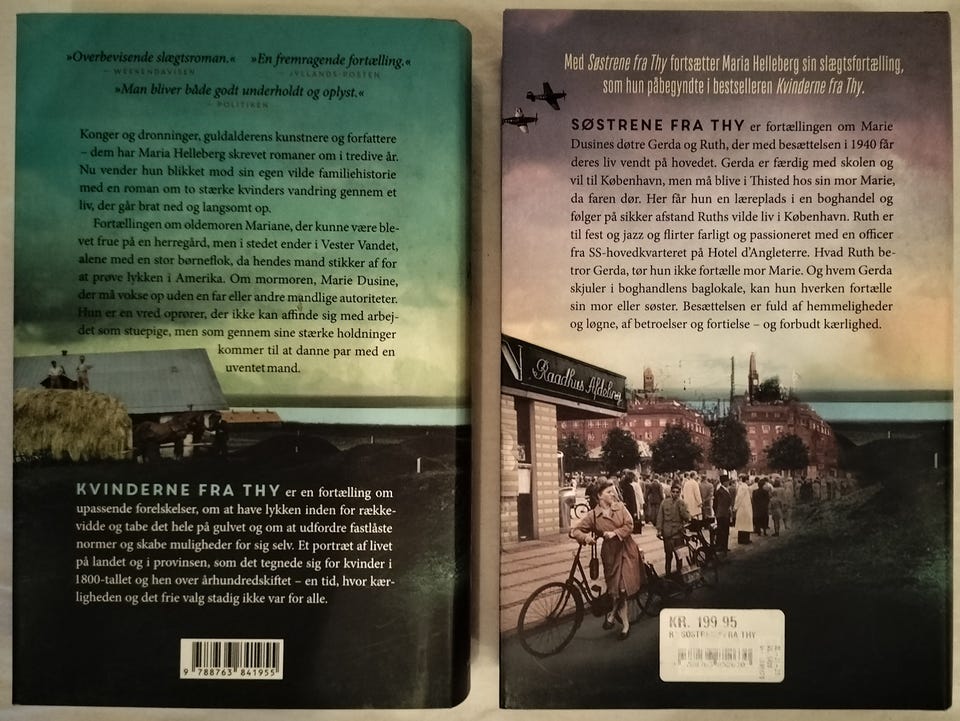 »Overbevisende slægtsroman.« »En fremragende fortælling.«
— WEEKENDAVISEN — JYLLANDS-POSTEN
»Man bliver både godt underholdt og oplyst.«
— POLITIKEN
Konger og dronninger, guldalderens kunstnere og forfattere
– dem har Maria Helleberg skrevet romaner om i tredive år.
Nu vender hun blikket mod sin egen vilde familiehistorie
med en roman om to stærke kvinders vandring gennem et
liv, der går brat ned og langsomt op.
Fortællingen om oldemoren Mariane, der kunne være ble-
vet frue på en herregård, men i stedet ender i Vester Vandet,
alene med en stor børneflok, da hendes mand stikker af for
at prøve lykken i Amerika. Om mormoren, Marie Dusine,
der må vokse op uden en far eller andre mandlige autoriteter.
Hun er en vred oprører, der ikke kan affinde sig med arbej-
det som stuepige, men som gennem sine stærke holdninger
kommer til at danne par med en
uventet mand.
KVINDERNE FRA THY er en fortælling om
upassende forelskelser, om at have lykken inden for række-
vidde og tabe det hele på gulvet og om at udfordre fastlåste
normer og skabe muligheder for sig selv. Et portræt af livet
på landet og i provinsen, som det tegnede sig for kvinder i
1800-tallet og hen over århundredskiftet – en tid, hvor kær-
ligheden og det frie valg stadig ikke var for alle.
9 788763 841955
Med Søstrene fra Thy fortsætter Maria Helleberg sin slægtsfortælling,
som hun påbegyndte i bestselleren Kvinderne fra Thy.
SØSTRENE FRA THY er fortællingen om Marie
Dusines døtre Gerda og Ruth, der med besættelsen i 1940 får
deres liv vendt på hovedet. Gerda er færdig med skolen og
vil til København, men må blive i Thisted hos sin mor Marie,
da faren dør. Her får hun en læreplads i en boghandel og
følger på sikker afstand Ruths vilde liv i København. Ruth er
til fest og jazz og flirter farligt og passioneret med en officer
fra SS-hovedkvarteret på Hotel d'Angleterre. Hvad Ruth be-
tror Gerda, tør hun ikke fortælle mor Marie. Og hvem Gerda
skjuler i boghandlens baglokale, kan hun hverken fortælle
sin mor eller søster. Besættelsen er fuld af hemmeligheder
og løgne, af betroelser og fortielse – og forbudt kærlighed.
Raadhus Afdeling
KR. 199 95
FRA THY